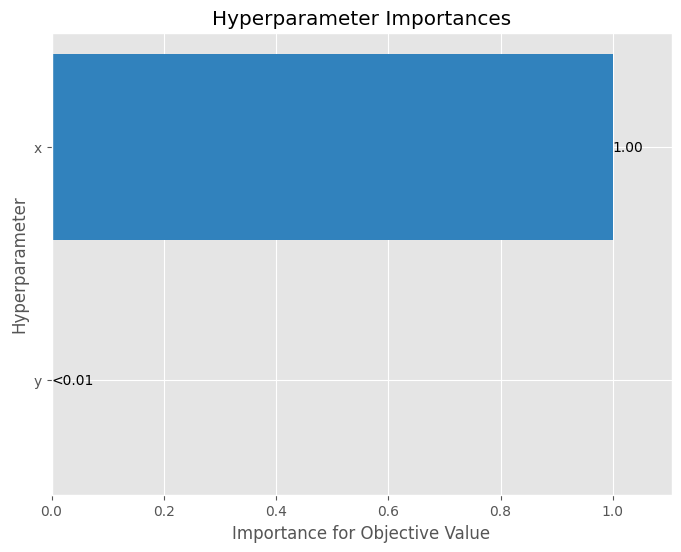 Hyperparameter Importances
x
1.00
Hyperparameter
y
<0.01
0.0 0.2 0.4 0.6 0.8 1.0
Importance for Objective Value